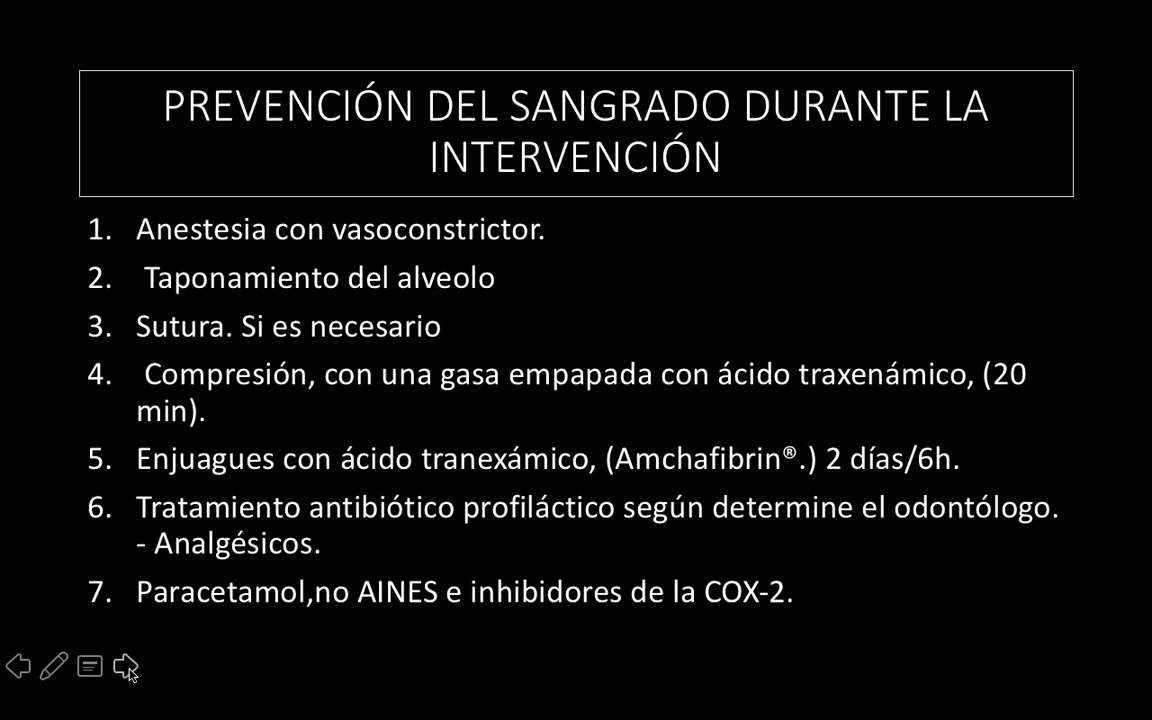 PREVENCIÓN DEL SANGRADO DURANTE LA
INTERVENCIÓN
1. Anestesia con vasoconstrictor.
2. Taponamiento del alveolo
3. Sutura. Si es necesario
4. Compresión, con una gasa empapada con ácido traxenámico, (20
min).
5. Enjuagues con ácido tranexámico, (Amchafibrin®.) 2 días/6h.
6. Tratamiento antibiótico profiláctico según determine el odontólogo.
- Analgésicos.
7. Paracetamol,no AINES e inhibidores de la COX-2.